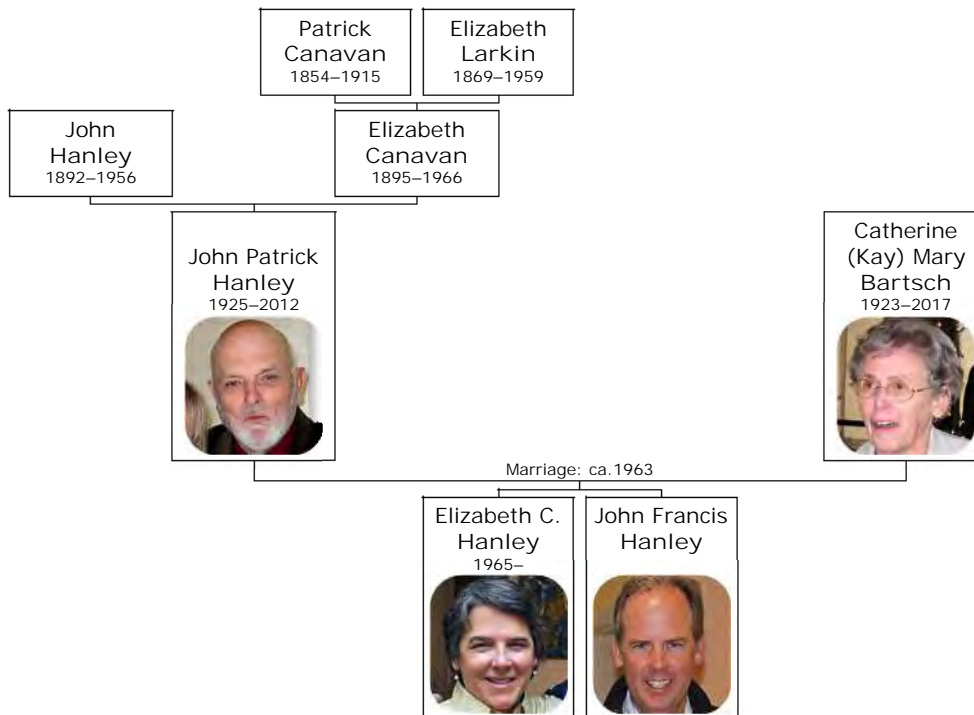 Patrick
Canavan
1854–1915
Elizabeth
Larkin
1869–1959
John
Hanley
1892–1956
Elizabeth
Canavan
1895–1966
John Patrick
Hanley
1925–2012
Catherine
(Kay) Mary
Bartsch
1923–2017
Marriage: ca.1963
Elizabeth C.
Hanley
1965–
John Francis
Hanley